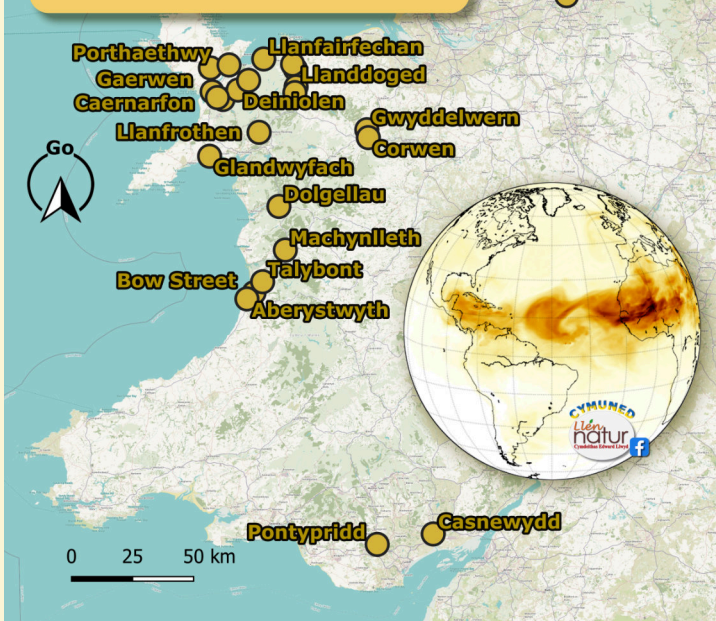 Porthaethwy
Llanfairfechan
Gaerwen
Llanddoged
Caernarfon
Deiniolen
Gwyddelwern
Llanfrothen
Corwen
Go
Glandwyfach
Dolgellau
Machynlleth
Talybont
Bow Street
Aberystwyth
CYMUNED
Llên
natur
Cymdeithas Edward Llwyd
Casnewydd
Pontypridd
0 25 50 km